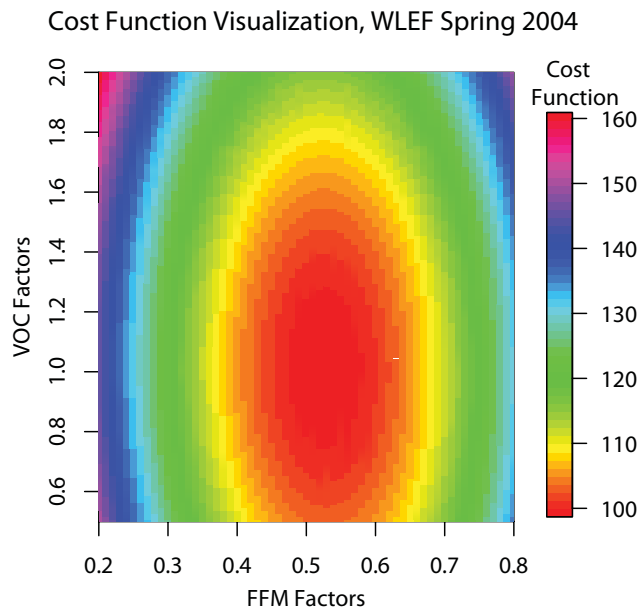 Cost Function Visualization, WLEF Spring 2004
Cost
Function
VOC Factors
2.0
1.8
1.6
1.4
1.2
1.0
0.8
0.6
160
150
140
130
120
110
100
0.2 0.3 0.4 0.5 0.6 0.7 0.8
FFM Factors